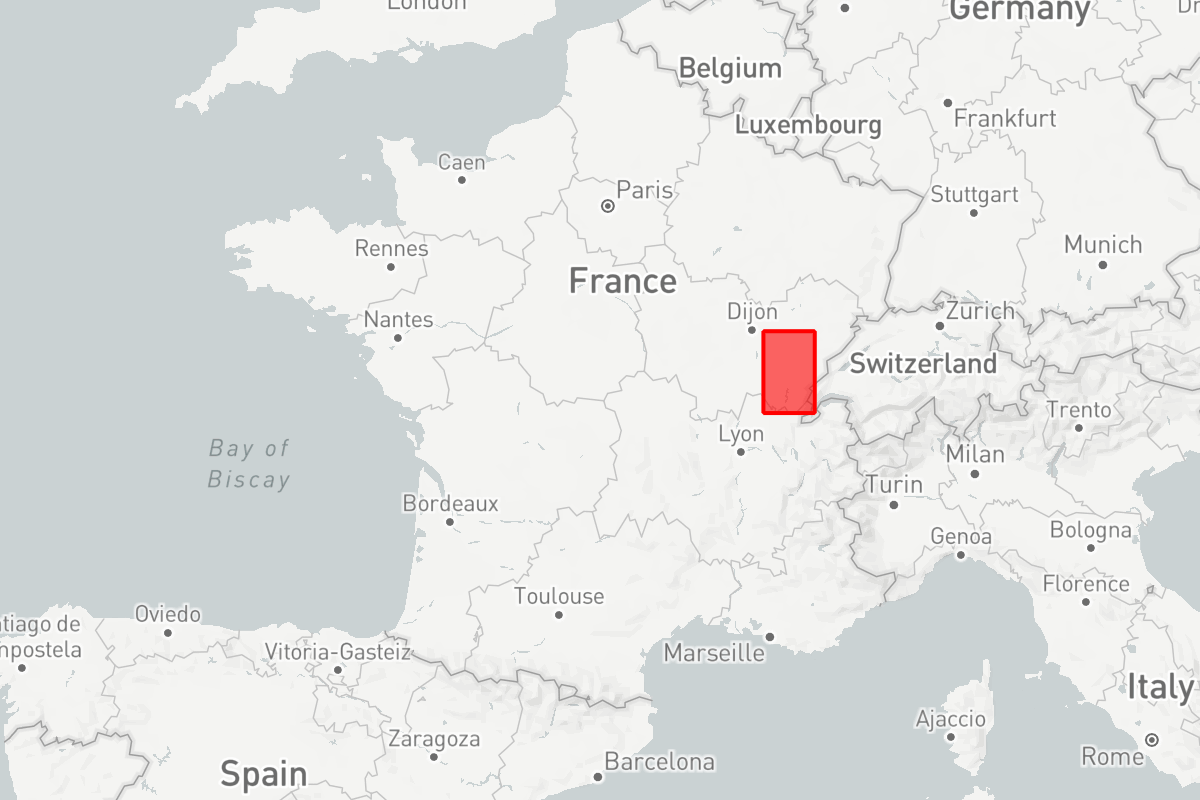 London
Germany
Belgium
Luxembourg
Frankfurt
Caen
Paris
Stuttgart
Rennes
Munich
France
Nantes
Dijon
Zurich
Switzerland
Bay of
Biscay
Lyon
Trento
Milan
Turin
Bordeaux
Genoa
Bologna
Toulouse
Florence
Oviedo
tiago de
mpostela
Vitoria-Gasteiz
Marseille
Italy
Ajaccio
Zaragoza
Rome
Spain
Barcelona